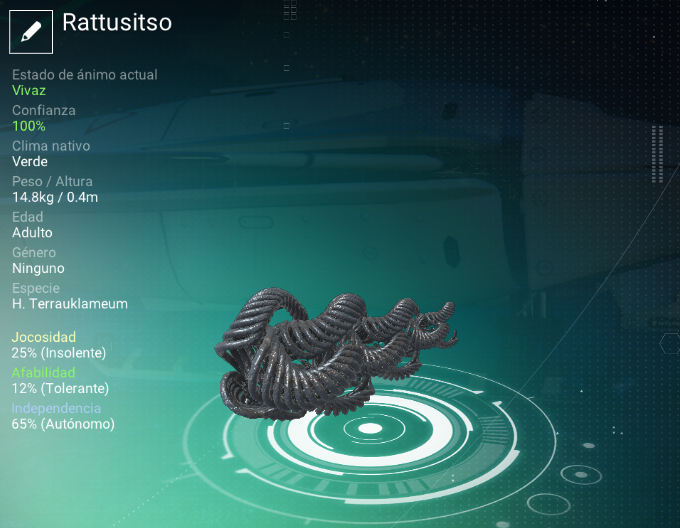 Rattusitso
Estado de ánimo actual
Vivaz
Confianza
100%
Clima nativo
Verde
Peso / Altura
14.8kg / 0.4m
Edad
Adulto
Género
Ninguno
Especie
H. Terrauklameum
Jocosidad
25% (Insolente)
Afabilidad
12% (Tolerante)
Independencia
65% (Autónomo)